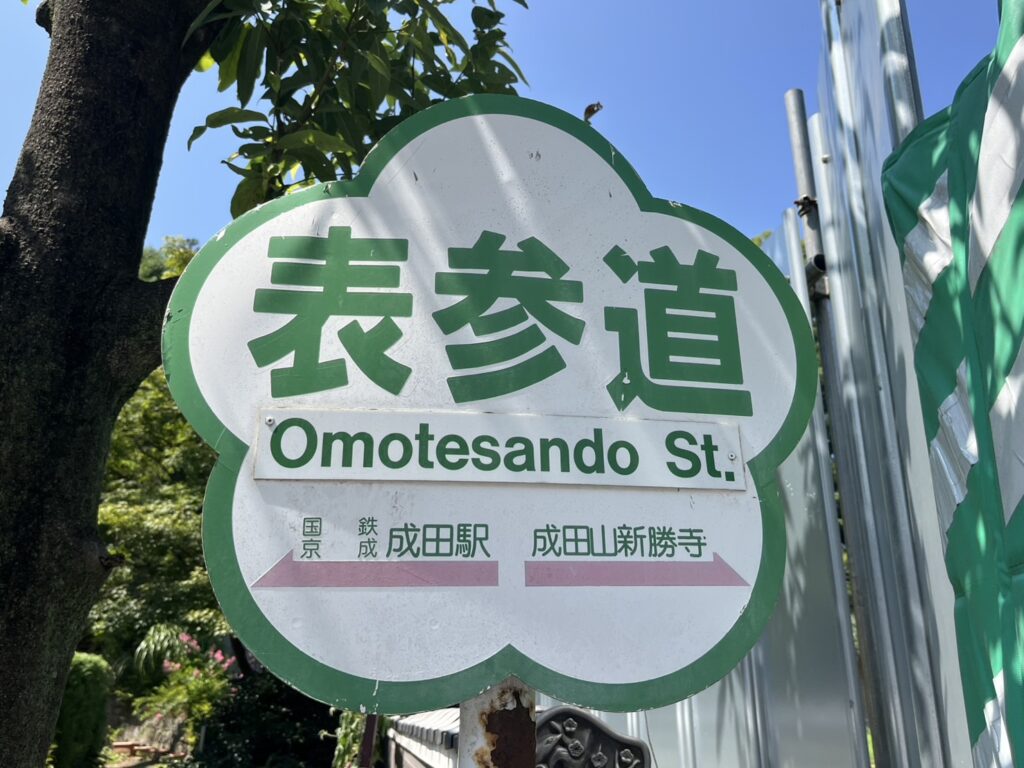 表参道
Omotesando St.
国鉄
京成
成田駅
成田山新勝寺